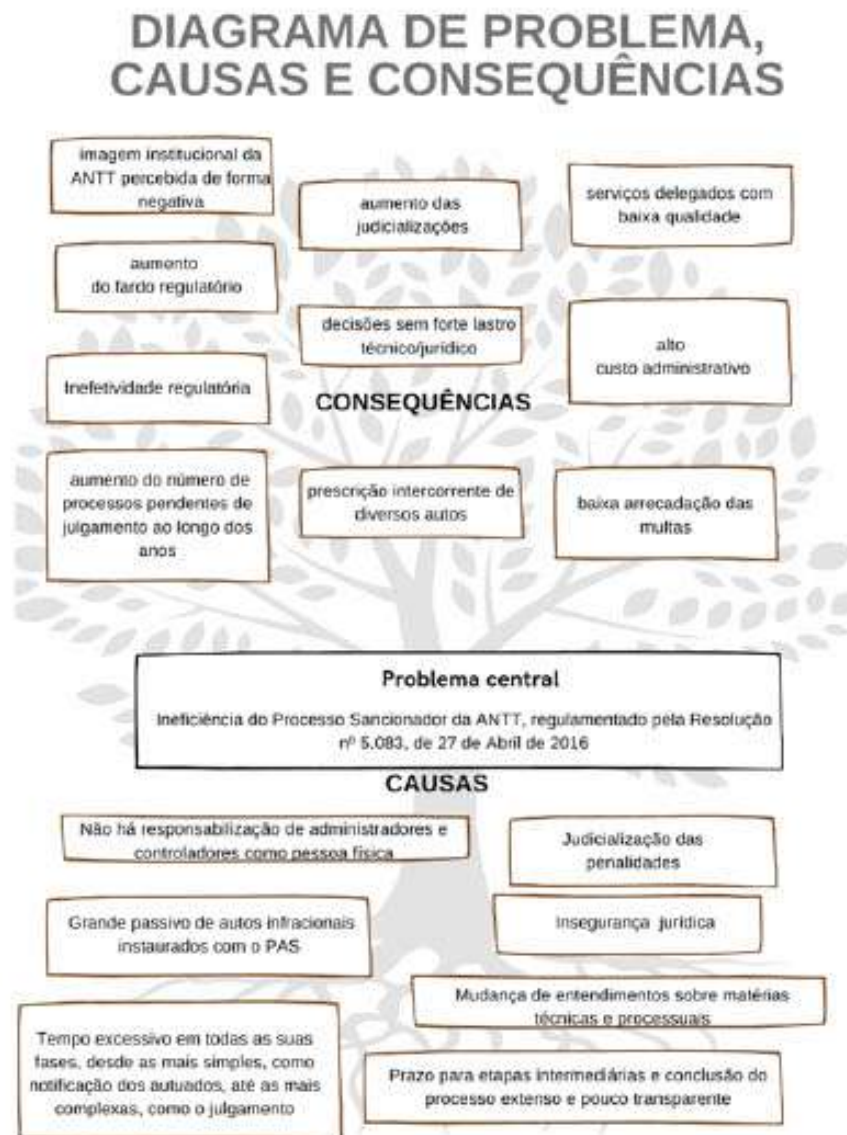 DIAGRAMA DE PROBLEMA,
CAUSAS E CONSEQUÊNCIAS
imagem institucional da
ANTT percebida de forma
negativa
aumento das
judicializações
serviços delegados com
baixa qualidade
aumento
do fardo regulatório
decisões sem forte lastro
técnico/jurídico
alto
custo administrativo
Inefetividade regulatória
CONSEQUÊNCIAS
aumento do número de
processos pendentes de
julgamento ao longo dos
anos
prescrição intercorrente de
diversos autos
baixa arrecadação das
multas
Problema central
Ineficiência do Processo Sancionador da ANTT, regulamentado pela Resolução
nº 5.083, de 27 de Abril de 2016
CAUSAS
Não há responsabilização de administradores e
controladores como pessoa física
Judicialização das
penalidades
Grande passivo de autos infracionais
instaurados com o PAS
Insegurança jurídica
Mudança de entendimentos sobre matérias
técnicas e processuais
Tempo excessivo em todas as suas
fases, desde as mais simples, como
notificação dos autuados, até as mais
complexas, como o julgamento
Prazo para etapas intermediárias e conclusão do
processo extenso e pouco transparente